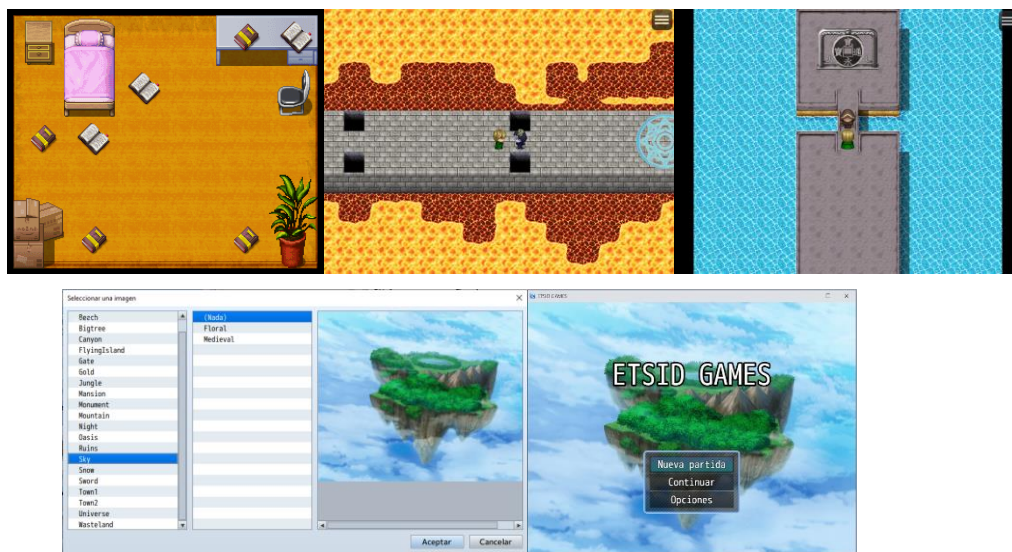 Seleccionar una imagen
Beach
Bigtree
Canyon
FlyingIsland
Gate
Gold
Jungle
Mansion
Monument
Mountain
Night
Oasis
Ruins
Sky
Snow
Sword
Town1
Town2
Universe
Wasteland
(Nada)
Floral
Medieval
Aceptar
Cancelar
ETSID GAMES
ETSID GAMES
Nueva partida
Continuar
Opciones